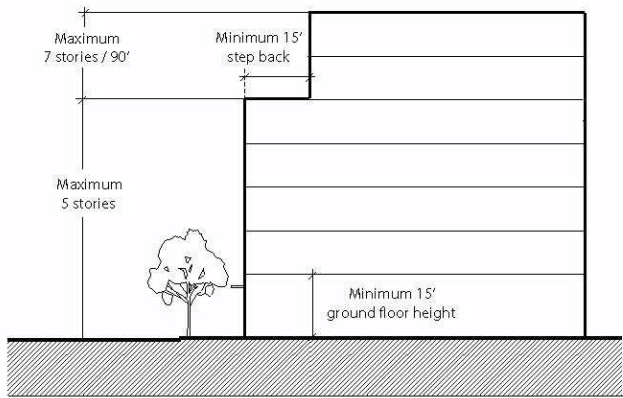 Maximum
7 stories / 90’
Minimum 15’
step back
Maximum
5 stories
Minimum 15’
ground floor height